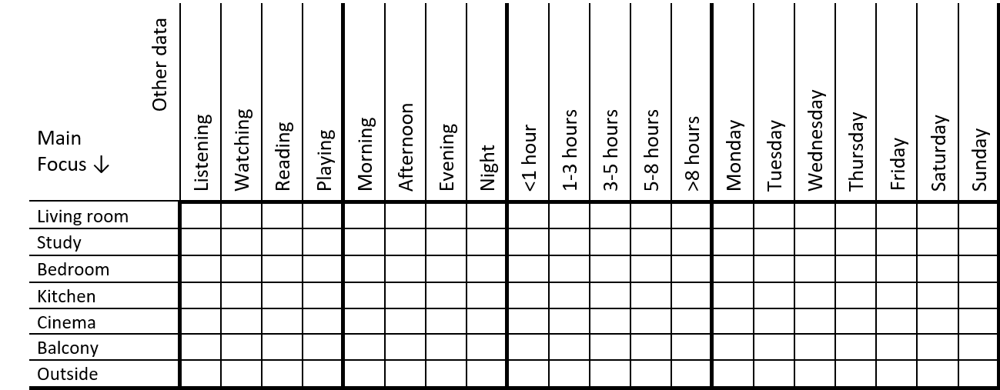 Other data
Main
Focus ↓
Listening
Watching
Reading
Playing
Morning
Afternoon
Evening
Night
<1 hour
1-3 hours
3-5 hours
5-8 hours
>8 hours
Monday
Tuesday
Wednesday
Thursday
Friday
Saturday
Sunday
Living room
Study
Bedroom
Kitchen
Cinema
Balcony
Outside